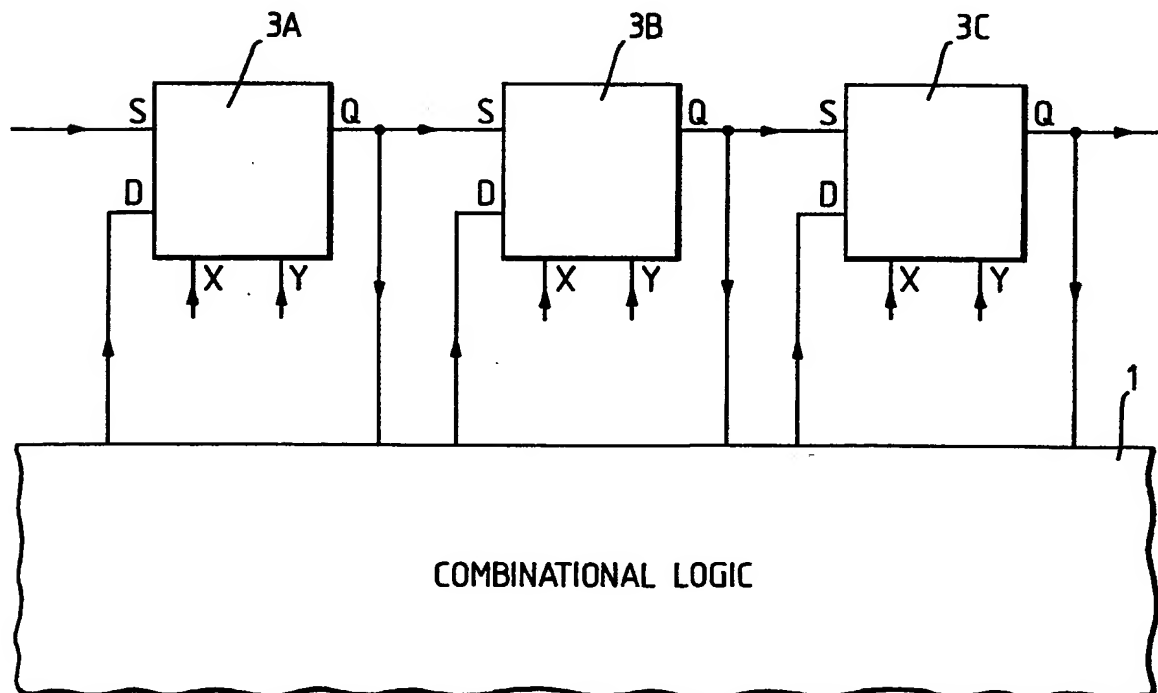 3A 3B 3C
S Q S Q S Q
D D D
X Y X Y X Y
1
COMBINATIONAL LOGIC